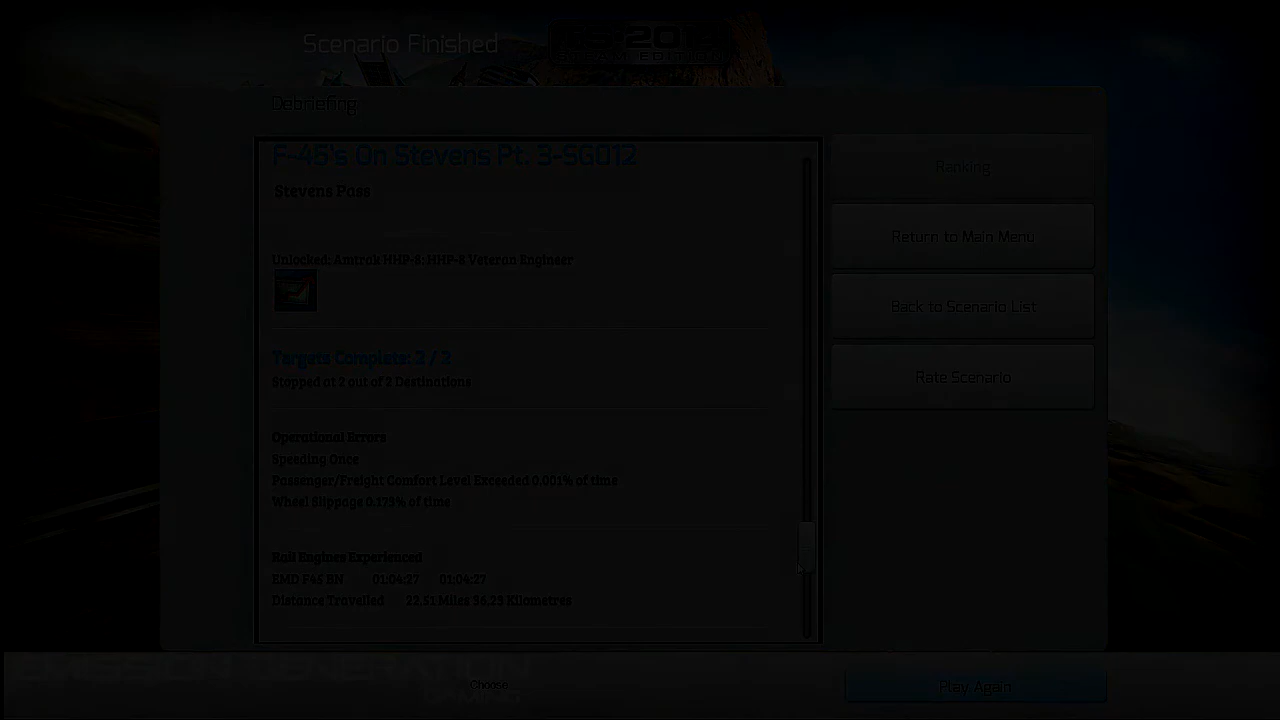 Scenario Finished
Debriefing
F-45's On Stevens Pt. 3-SG012
Stevens Pass
Unlocked: Amtrak HHP-8: HHP-8 Veteran Engineer
Targets Complete: 2 / 2
Stopped at 2 out of 2 Destinations
Operational Errors
Speeding Once
Passenger/Freight Comfort Level Exceeded 0.001% of time
Wheel Slippage 0.173% of time
Rail Engines Experienced
EMD F45 BN 01:04:27 01:04:27
Distance Travelled 22.51 Miles 36.23 Kilometres
Ranking
Return to Main Menu
Back to Scenario List
Rate Scenario
Choose
Play Again